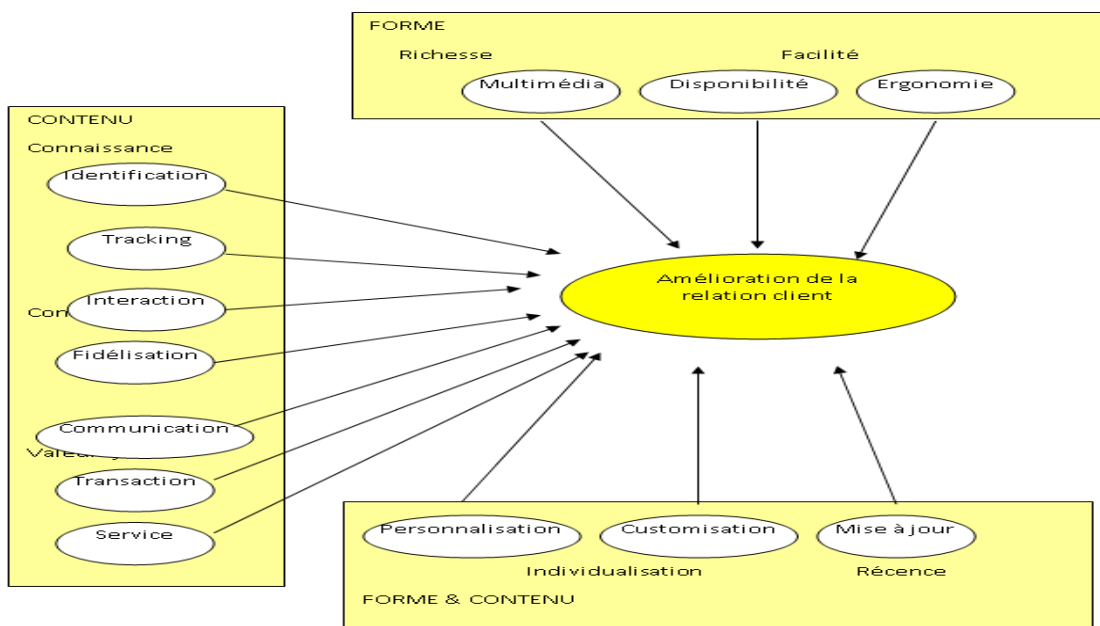 FORME
Richesse
Facilité
Multimédia
Disponibilité
Ergonomie
CONTENU
Connaissance
Identification
Tracking
Interaction
Fidélisation
Communication
Transaction
Service
Amélioration de la
relation client
Personnalisation
Customisation
Mise à jour
Individualisation
Récence
FORME & CONTENU